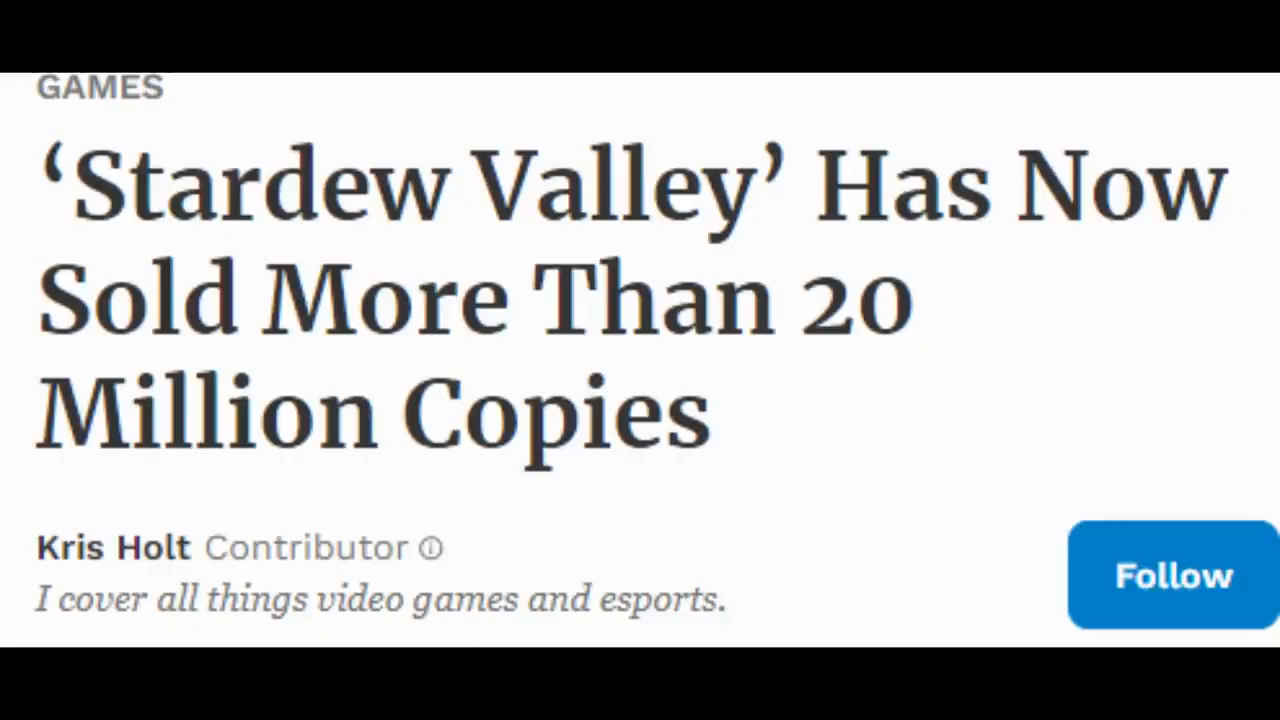 GAMES
‘Stardew Valley’ Has Now
Sold More Than 20
Million Copies
Kris Holt Contributor
I cover all things video games and esports.
Follow